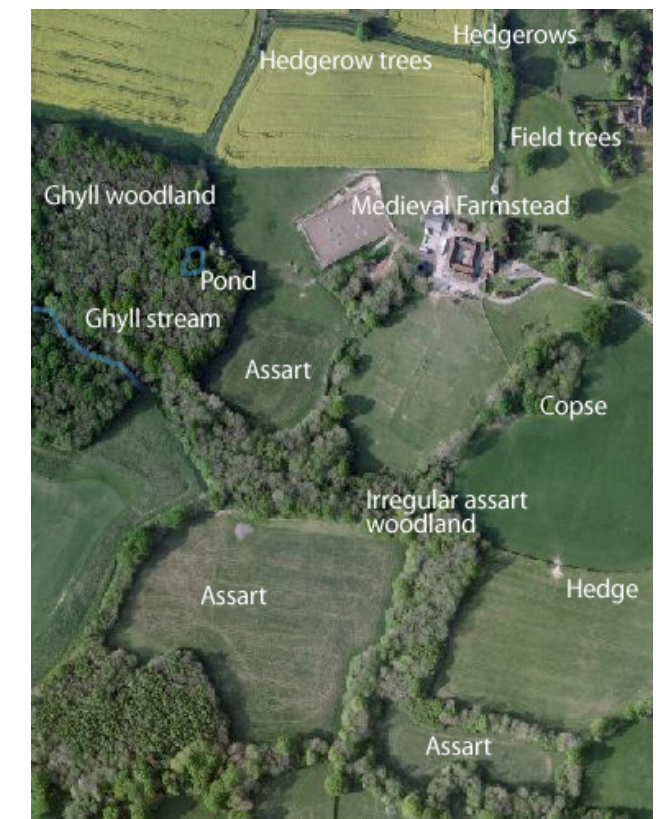 Hedgerows
Hedgerow trees
Field trees
Ghyll woodland
Medieval Farmstead
Pond
Ghyll stream
Assart
Copse
Irregular assart
woodland
Hedge
Assart
Assart